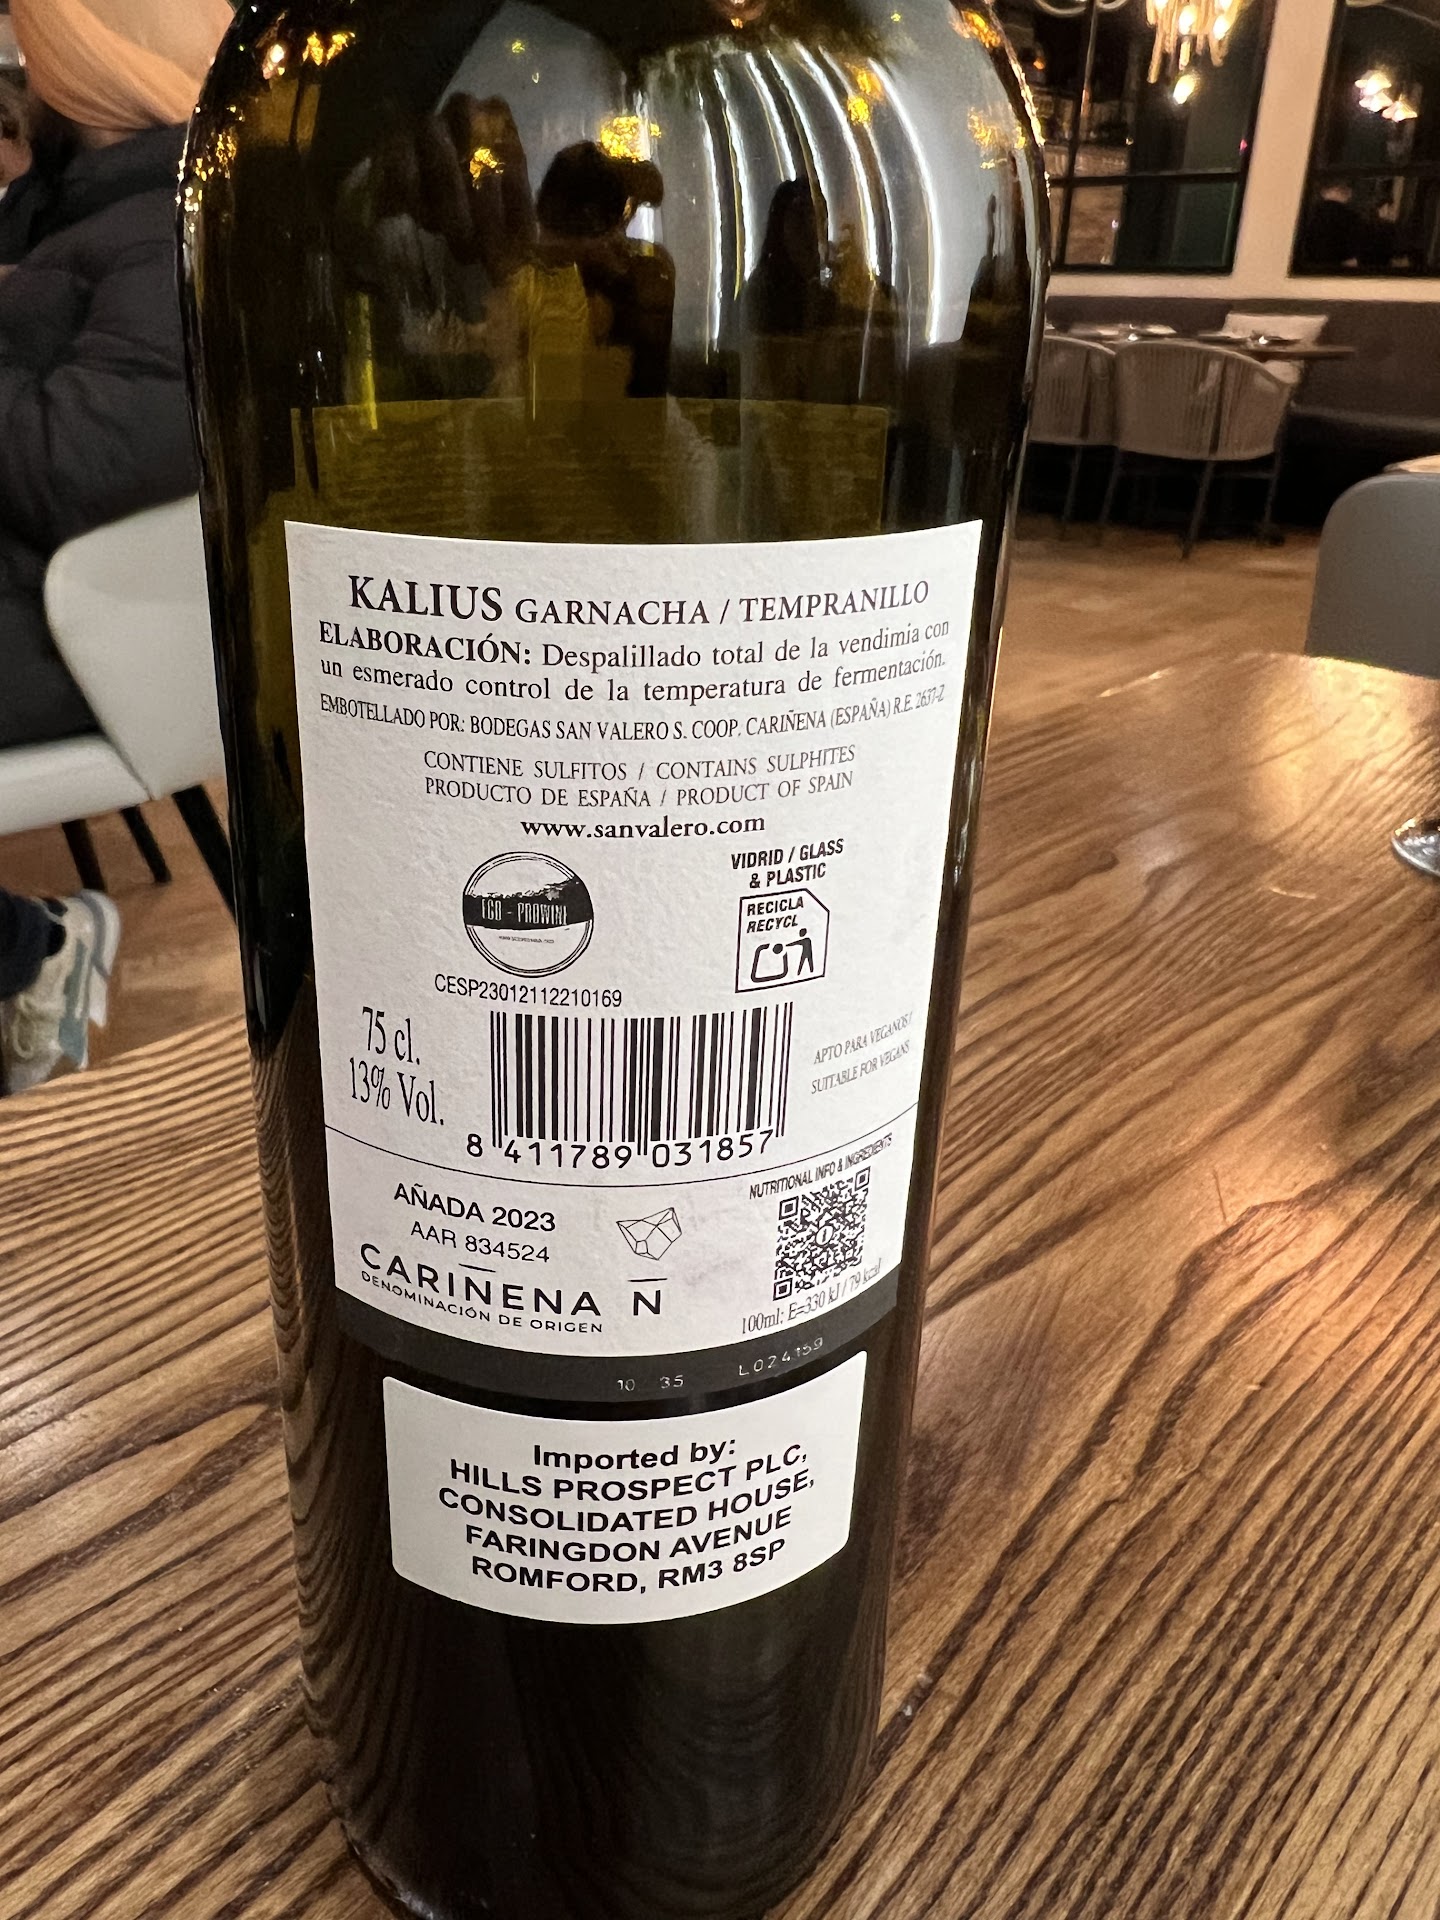 KALIUS GARNACHA / TEMPRANILLO
ELABORACIÓN: Despalillado total de la vendimia con
un esmerado control de la temperatura de fermentación.
EMBOTELLADO POR: BODEGAS SAN VALERO S. COOP. CARIÑENA (ESPAÑA) R.E. 2637-Z
CONTIENE SULFITOS / CONTAINS SULPHITES
PRODUCTO DE ESPAÑA / PRODUCT OF SPAIN
www.sanvalero.com
VIDRID / GLASS
& PLASTIC
RECICLA
RECYCL
EGO - PROWINE
CESP23012112210169
75 cl.
13% Vol.
APTO PARA VEGANOS /
SUITABLE FOR VEGANS
8 411789 031857
NUTRITIONAL INFO & INGREDIENTS
AÑADA 2023
AAR 834524
CARIÑENA
DENOMINACIÓN DE ORIGEN
Ñ
100ml: E=330 kJ / 79 kcal
10 35 L024159
Imported by:
HILLS PROSPECT PLC,
CONSOLIDATED HOUSE,
FARINGDON AVENUE
ROMFORD, RM3 8SP